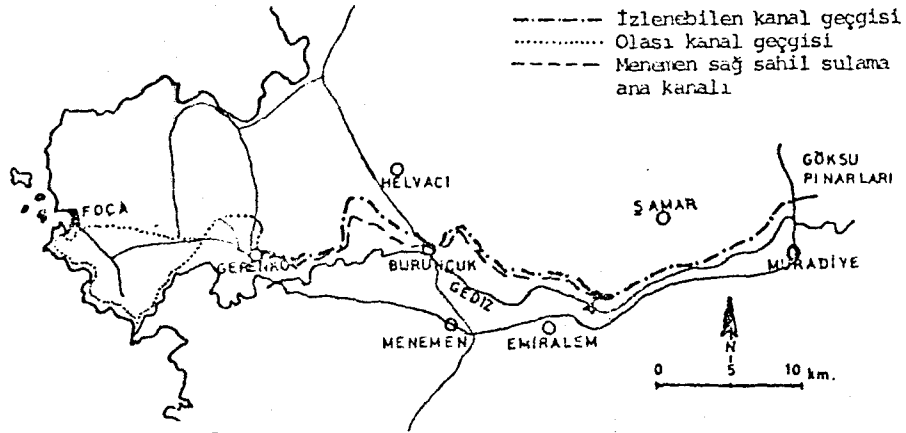 İzlenebilen kanal geçgisi
Olası kanal geçgisi
Menemen sağ sahil sulama
ana kanalı
GÖKSU
PINARLARI
HELVACI
ŞAMAR
FOÇA
BURUNCUK
MURADİYE
GEDİZ
MENEMEN
EMİRALEM
N
0 5 10 km.